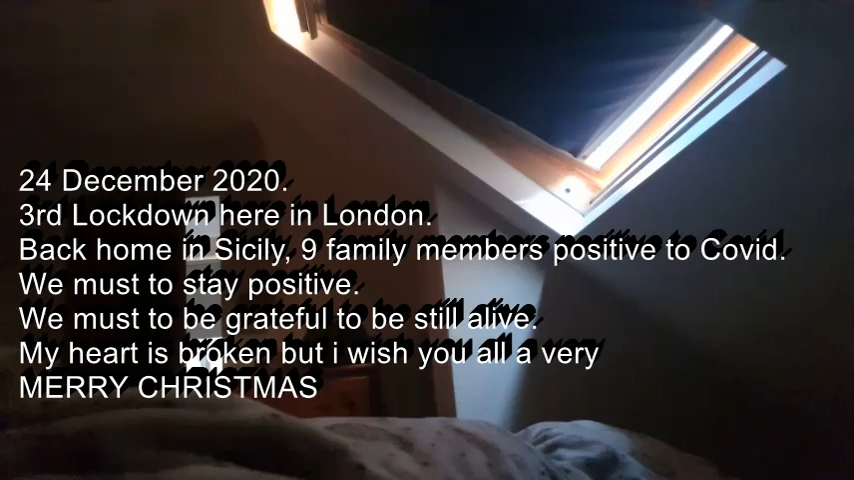 24 December 2020.
3rd Lockdown here in London.
Back home in Sicily, 9 family members positive to Covid.
We must to stay positive.
We must to be grateful to be still alive.
My heart is broken but i wish you all a very
MERRY CHRISTMAS